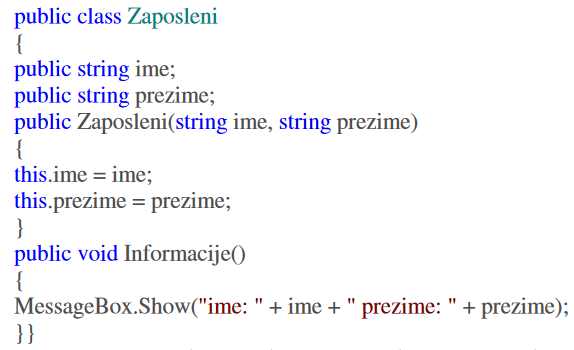 public class Zaposleni
{
public string ime;
public string prezime;
public Zaposleni(string ime, string prezime)
{
this.ime = ime;
this.prezime = prezime;
}
public void Informacije()
{
MessageBox.Show("ime: " + ime + " prezime: " + prezime);
}}